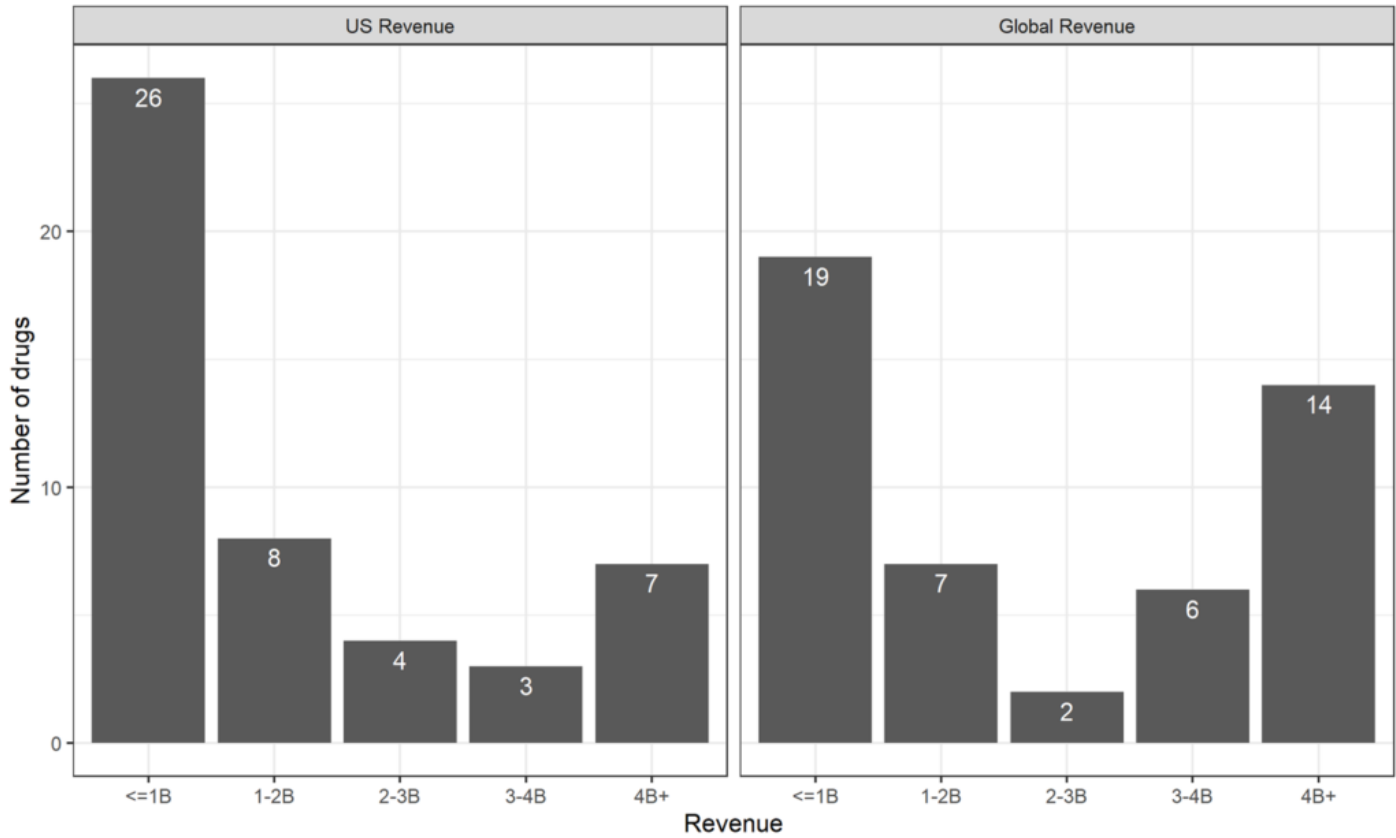 US Revenue
Global Revenue
Number of drugs
20
10
0
26
8
4
3
7
19
7
2
6
14
<=1B 1-2B 2-3B 3-4B 4B+
<=1B 1-2B 2-3B 3-4B 4B+
Revenue